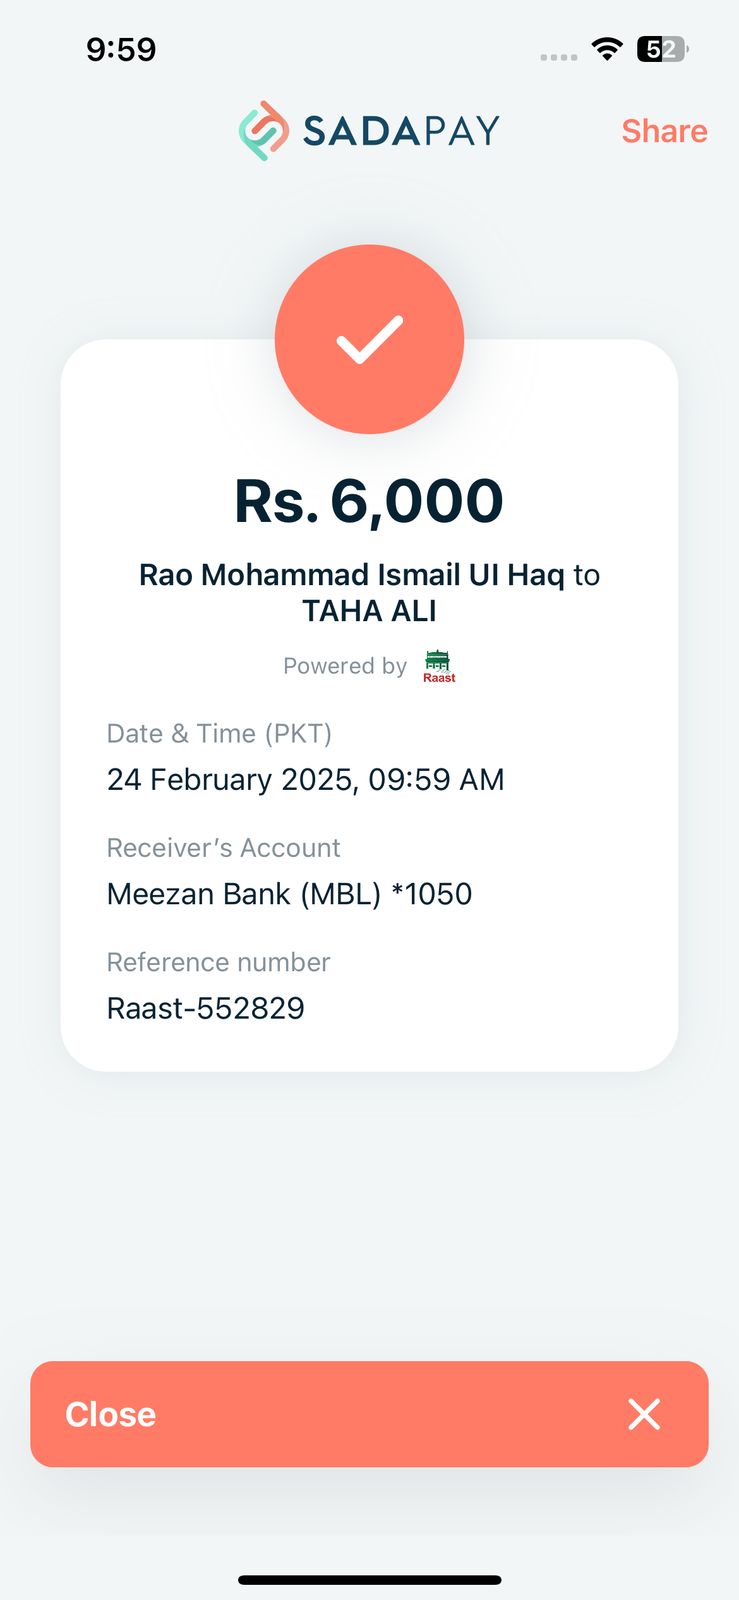 9:59
52
SADAPAY
Share
Rs. 6,000
Rao Mohammad Ismail Ul Haq to
TAHA ALI
Powered by Raast
Date & Time (PKT)
24 February 2025, 09:59 AM
Receiver’s Account
Meezan Bank (MBL) *1050
Reference number
Raast-552829
Close